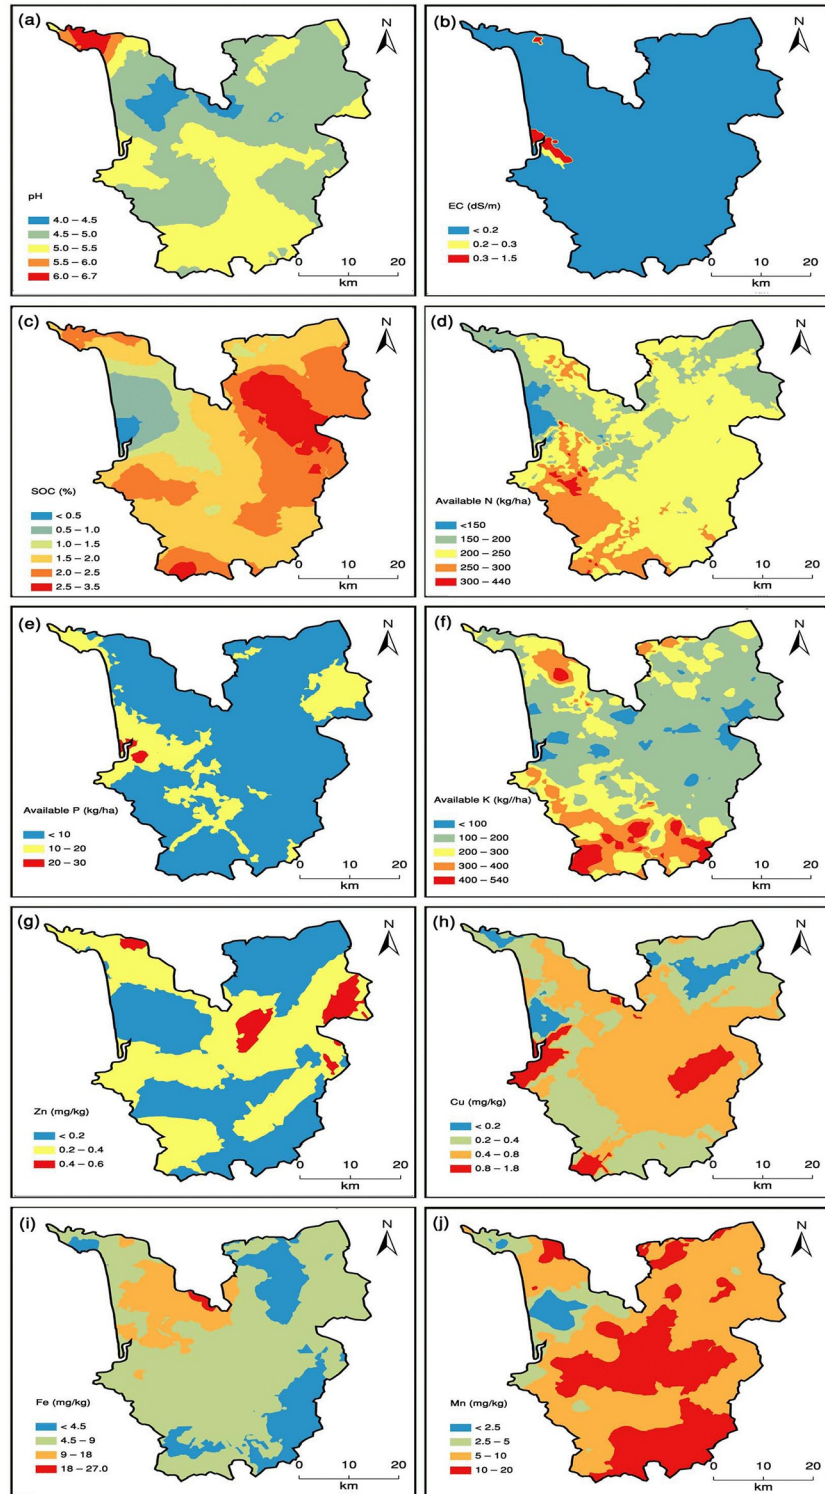 (a)
N
pH
4.0 – 4.5
4.5 – 5.0
5.0 – 5.5
5.5 – 6.0
6.0 – 6.7
0 10 20
km
(b)
N
EC (dS/m)
< 0.2
0.2 – 0.3
0.3 – 1.5
0 10 20
km
(c)
N
SOC (%)
< 0.5
0.5 – 1.0
1.0 – 1.5
1.5 – 2.0
2.0 – 2.5
2.5 – 3.5
0 10 20
km
(d)
N
Available N (kg/ha)
<150
150 – 200
200 – 250
250 – 300
300 – 440
0 10 20
km
(e)
N
Available P (kg/ha)
< 10
10 – 20
20 – 30
0 10 20
km
(f)
N
Available K (kg//ha)
< 100
100 – 200
200 – 300
300 – 400
400 – 540
0 10 20
km
(g)
N
Zn (mg/kg)
< 0.2
0.2 – 0.4
0.4 – 0.6
0 10 20
km
(h)
N
Cu (mg/kg)
< 0.2
0.2 – 0.4
0.4 – 0.8
0.8 – 1.8
0 10 20
km
(i)
N
Fe (mg/kg)
< 4.5
4.5 – 9
9 – 18
18 – 27.0
0 10 20
km
(j)
N
Mn (mg/kg)
< 2.5
2.5 – 5
5 – 10
10 – 20
0 10 20
km